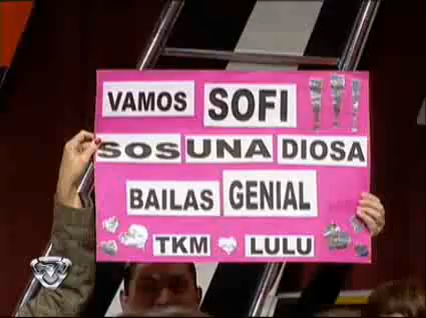 VAMOS SOFI !!!
SOS UNA DIOSA
BAILAS GENIAL
TKM LULU